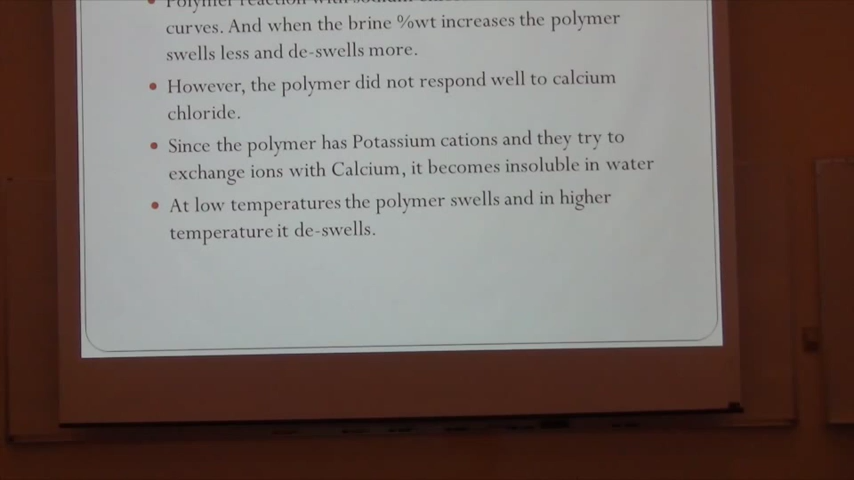 Polymer reaction with
curves. And when the brine %wt increases the polymer
swells less and de-swells more.
However, the polymer did not respond well to calcium
chloride.
Since the polymer has Potassium cations and they try to
exchange ions with Calcium, it becomes insoluble in water
At low temperatures the polymer swells and in higher
temperature it de-swells.